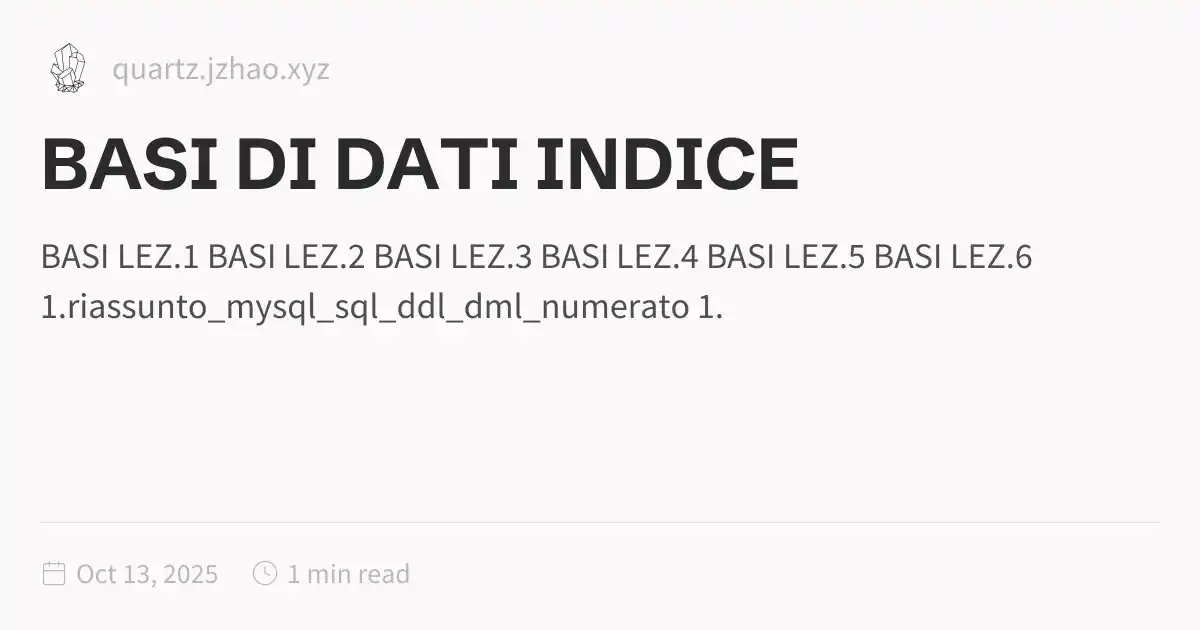 quartz.jzhao.xyz
BASI DI DATI INDICE
BASI LEZ.1 BASI LEZ.2 BASI LEZ.3 BASI LEZ.4 BASI LEZ.5 BASI LEZ.6
1.riassunto_mysql_sql_ddl_dml_numerato 1.
Oct 13, 2025 1 min read